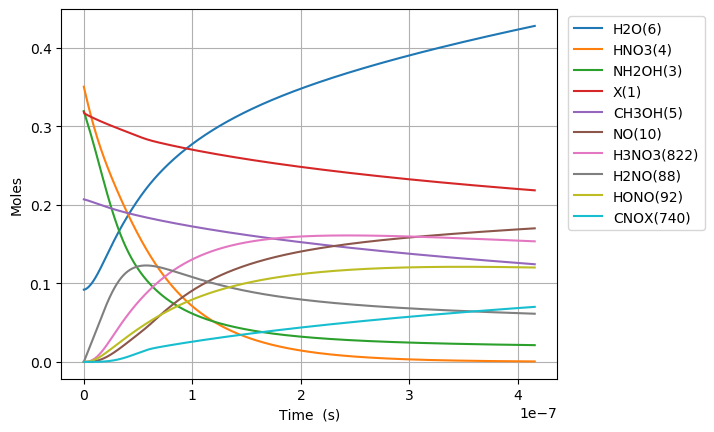 H2O(6)
HNO3(4)
NH2OH(3)
X(1)
CH3OH(5)
NO(10)
H3NO3(822)
H2NO(88)
HONO(92)
CNOX(740)
Moles
0.4
0.3
0.2
0.1
0.0
0 1 2 3 4
1e-7
Time (s)